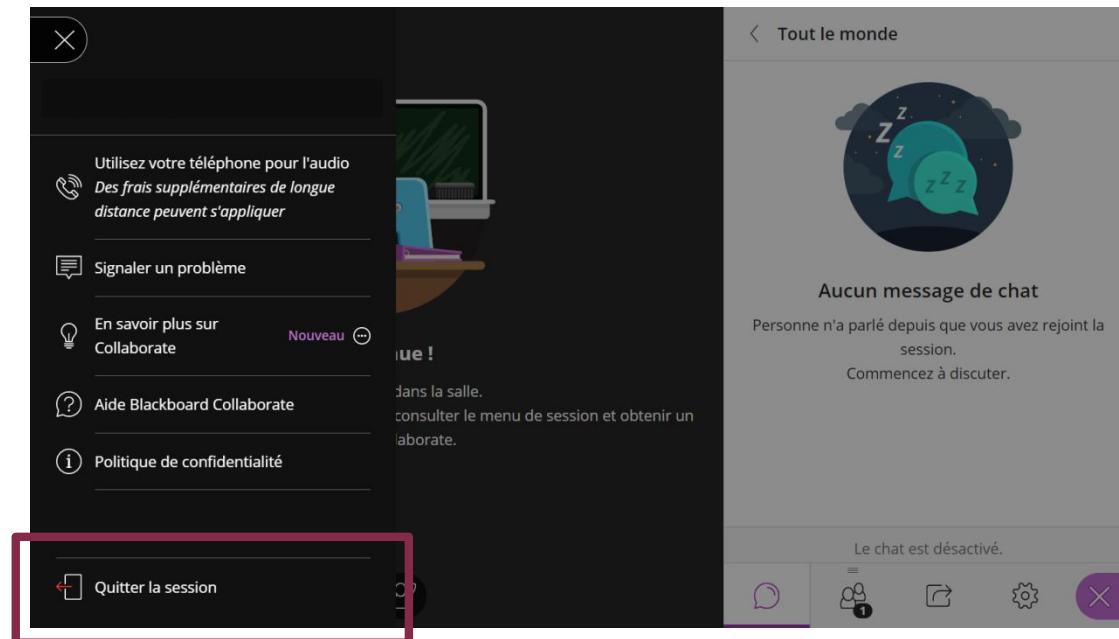 Utilisez votre téléphone pour l'audio
Des frais supplémentaires de longue
distance peuvent s'appliquer
Signaler un problème
En savoir plus sur
Collaborate
Nouveau
Aide Blackboard Collaborate
Politique de confidentialité
Quitter la session
ue !
dans la salle.
consulter le menu de session et obtenir un
laborate.
Tout le monde
z
z
z
z z z
Aucun message de chat
Personne n'a parlé depuis que vous avez rejoint la
session.
Commencez à discuter.
Le chat est désactivé.
1